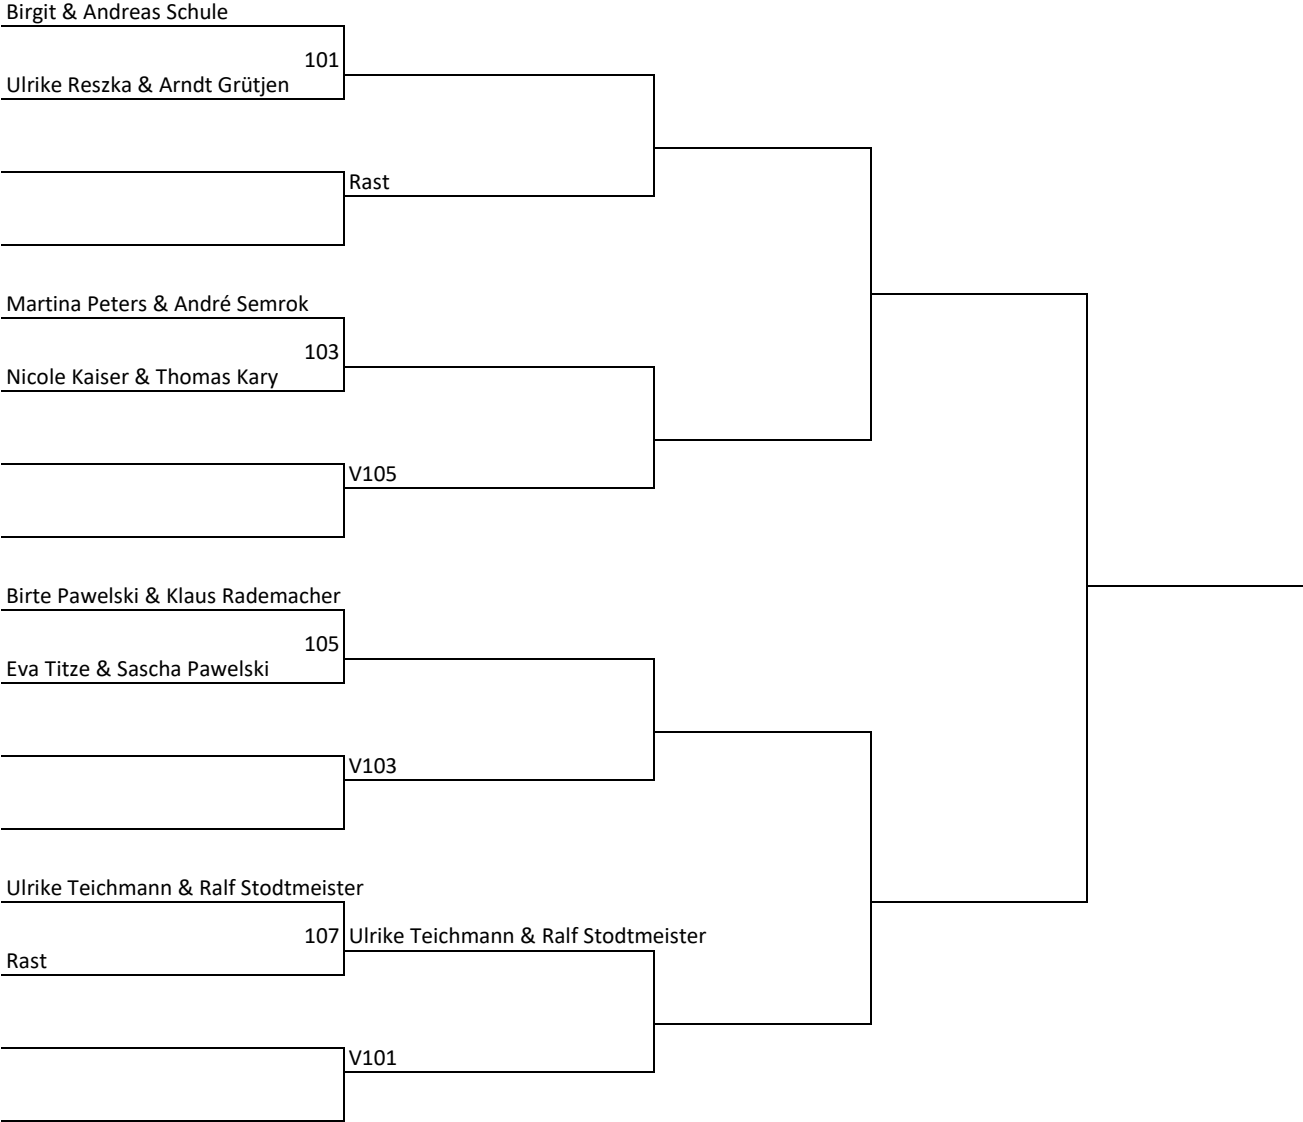 Birgit & Andreas Schule
101
Ulrike Reszka & Arndt Grütjen
Rast
Martina Peters & André Semrok
103
Nicole Kaiser & Thomas Kary
V105
Birte Pawelski & Klaus Rademacher
105
Eva Titze & Sascha Pawelski
V103
Ulrike Teichmann & Ralf Stodtmeister
107 Ulrike Teichmann & Ralf Stodtmeister
Rast
V101